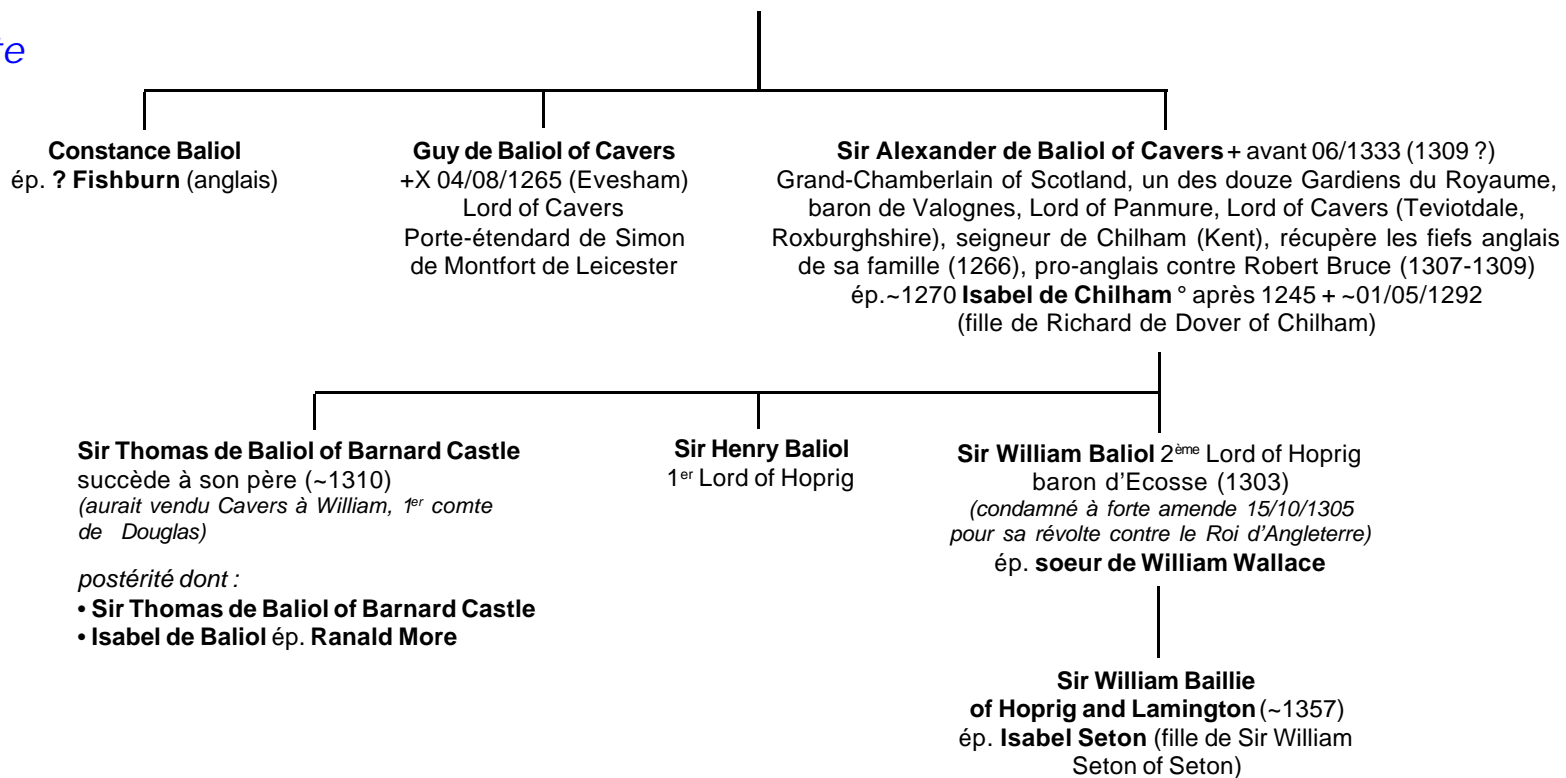 Constance Baliol
ép. ? Fishburn (anglais)
Guy de Baliol of Cavers
+X 04/08/1265 (Evesham)
Lord of Cavers
Porte-étendard de Simon
de Montfort de Leicester
Sir Alexander de Baliol of Cavers + avant 06/1333 (1309 ?)
Grand-Chamberlain of Scotland, un des douze Gardiens du Royaume,
baron de Valognes, Lord of Panmure, Lord of Cavers (Teviotdale,
Roxburghshire), seigneur de Chilham (Kent), récupère les fiefs anglais
de sa famille (1266), pro-anglais contre Robert Bruce (1307-1309)
ép.~1270 Isabel de Chilham ° après 1245 + ~01/05/1292
(fille de Richard de Dover of Chilham)
Sir Thomas de Baliol of Barnard Castle
succède à son père (~1310)
(aurait vendu Cavers à William, 1er comte
de Douglas)
postérité dont :
• Sir Thomas de Baliol of Barnard Castle
• Isabel de Baliol ép. Ranald More
Sir Henry Baliol
1er Lord of Hoprig
Sir William Baliol 2ème Lord of Hoprig
baron d'Ecosse (1303)
(condamné à forte amende 15/10/1305
pour sa révolte contre le Roi d'Angleterre)
ép. soeur de William Wallace
Sir William Baillie
of Hoprig and Lamington (~1357)
ép. Isabel Seton (fille de Sir William
Seton of Seton)